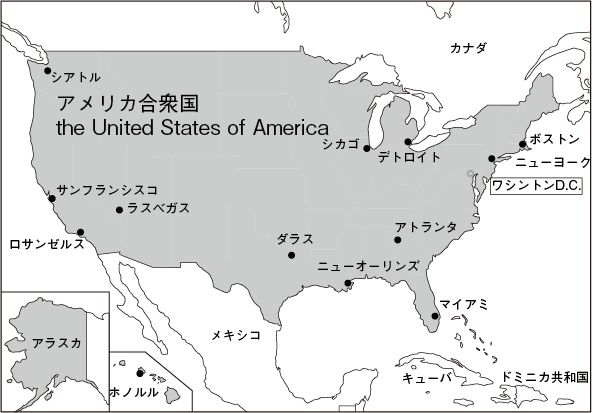 カナダ
シアトル
アメリカ合衆国
the United States of America
シカゴ
デトロイト
ボストン
ニューヨーク
ワシントンD.C.
サンフランシスコ
ラスベガス
ロサンゼルス
ダラス
アトランタ
ニューオーリンズ
マイアミ
メキシコ
アラスカ
ホノルル
キューバ
ドミニカ共和国